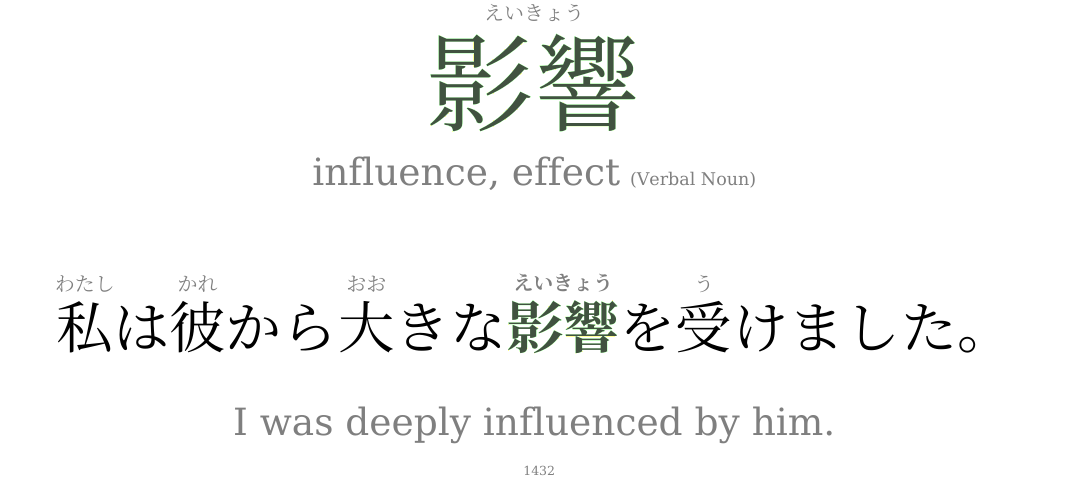 えいきょう
影響
influence, effect (Verbal Noun)
わたし かれ おお えいきょう う
私は彼から大きな影響を受けました。
I was deeply influenced by him.
1432